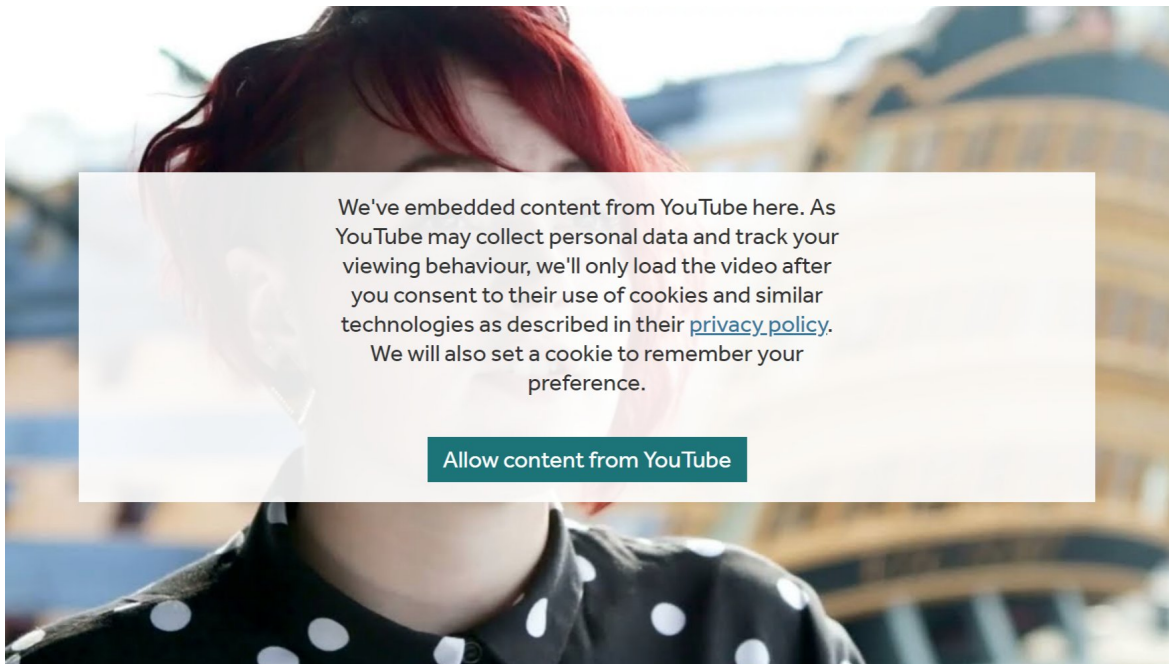 We've embedded content from YouTube here. As
YouTube may collect personal data and track your
viewing behaviour, we'll only load the video after
you consent to their use of cookies and similar
technologies as described in their privacy policy.
We will also set a cookie to remember your
preference.
Allow content from YouTube